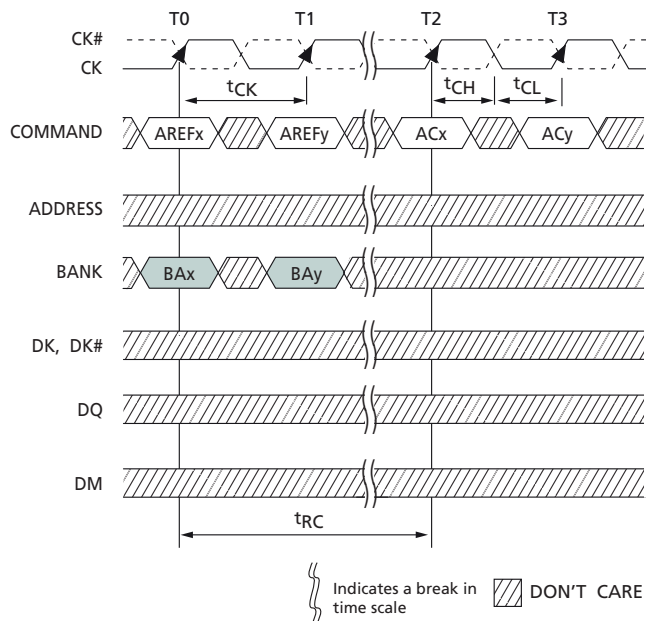 T0 T1 T2 T3
CK#
CK
tCK tCH tCL
COMMAND AREFx AREFy ACx ACy
ADDRESS
BANK BAx BAy
DK, DK#
DQ
DM
tRC
Indicates a break in
time scale
DON'T CARE